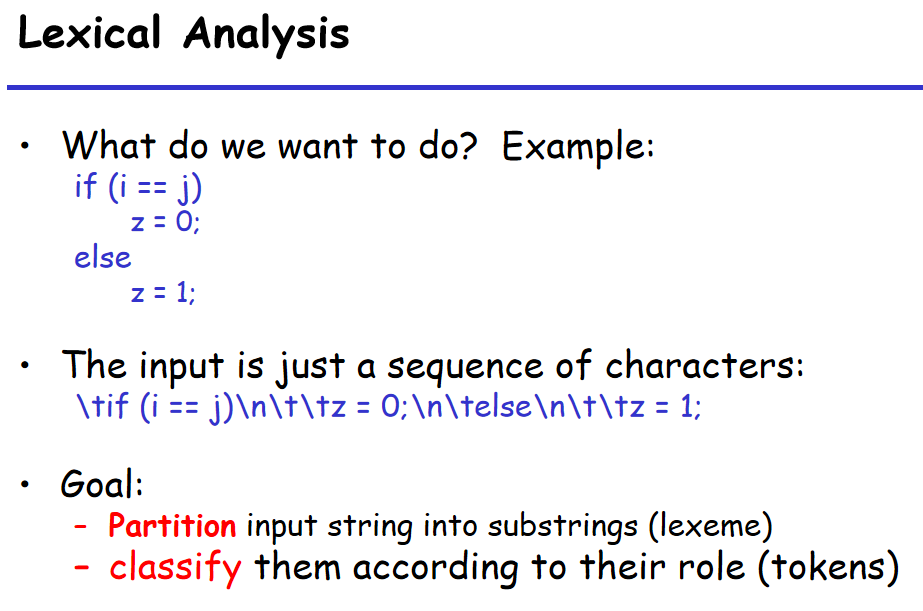 Lexical Analysis
• What do we want to do? Example:
if (i == j)
z = 0;
else
z = 1;
• The input is just a sequence of characters:
\tif (i == j)\n\t\tz = 0;\n\telse\n\t\tz = 1;
• Goal:
– Partition input string into substrings (lexeme)
– classify them according to their role (tokens)